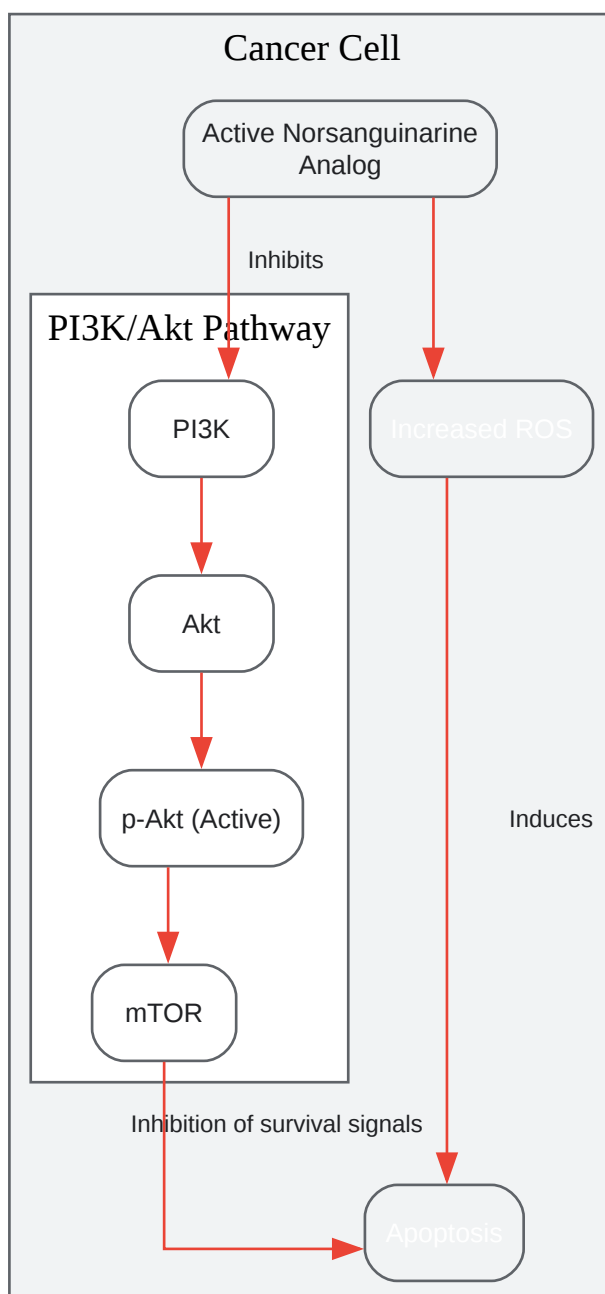 Cancer Cell
Active Norsanguinarine
Analog
Inhibits
PI3K/Akt Pathway
PI3K
Increased ROS
Akt
p-Akt (Active)
Induces
mTOR
Inhibition of survival signals
Apoptosis